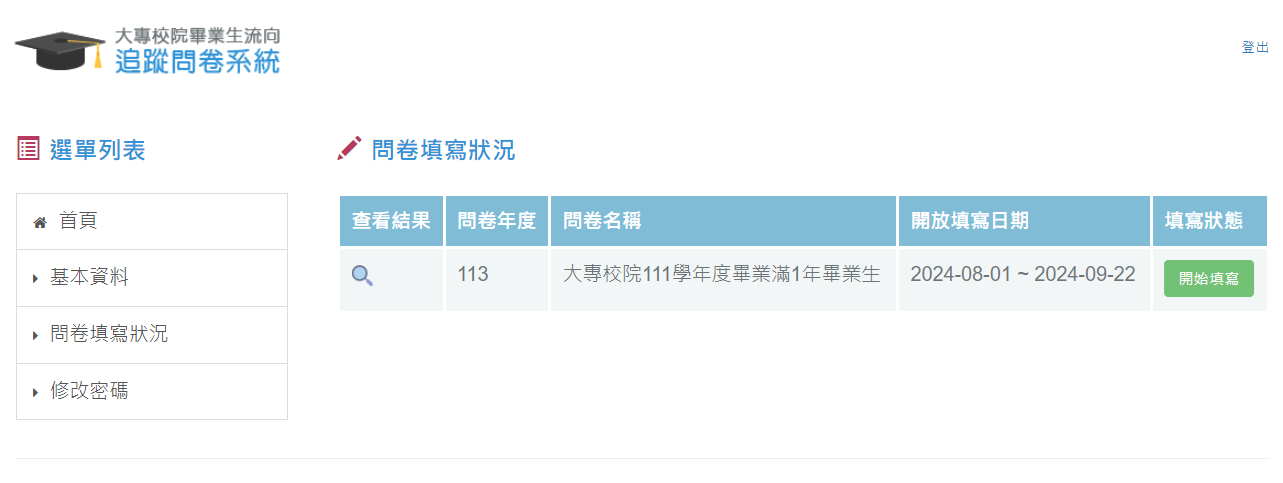 大專校院畢業生流向
追蹤問卷系統
登出
選單列表
首頁
基本資料
問卷填寫狀況
修改密碼
問卷填寫狀況
查看結果 問卷年度 問卷名稱 開放填寫日期 填寫狀態
113 大專校院111學年度畢業滿1年畢業生 2024-08-01 ~ 2024-09-22 開始填寫